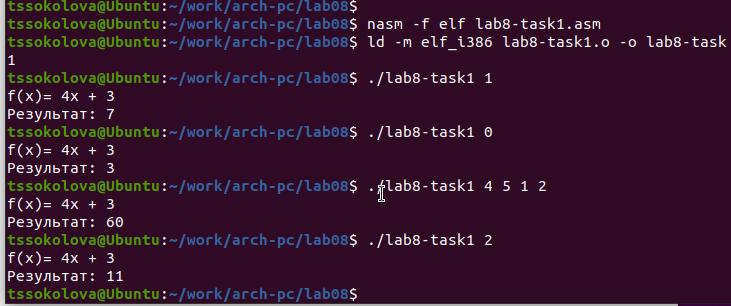 tssokolova@Ubuntu:~/work/arch-pc/lab08$
tssokolova@Ubuntu:~/work/arch-pc/lab08$ nasm -f elf lab8-task1.asm
tssokolova@Ubuntu:~/work/arch-pc/lab08$ ld -m elf_i386 lab8-task1.o -o lab8-task
1
tssokolova@Ubuntu:~/work/arch-pc/lab08$ ./lab8-task1 1
f(x)= 4x + 3
Результат: 7
tssokolova@Ubuntu:~/work/arch-pc/lab08$ ./lab8-task1 0
f(x)= 4x + 3
Результат: 3
tssokolova@Ubuntu:~/work/arch-pc/lab08$ ./lab8-task1 4 5 1 2
f(x)= 4x + 3
Результат: 60
tssokolova@Ubuntu:~/work/arch-pc/lab08$ ./lab8-task1 2
f(x)= 4x + 3
Результат: 11
tssokolova@Ubuntu:~/work/arch-pc/lab08$